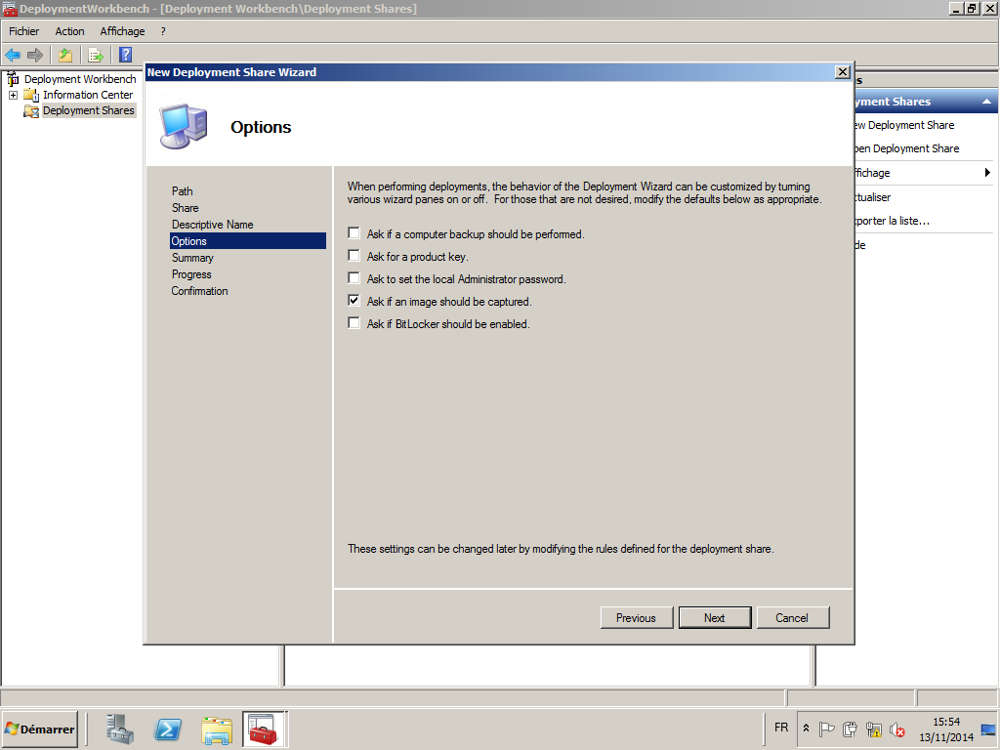 DeploymentWorkbench - [Deployment Workbench\Deployment Shares]
Fichier Action Affichage ?
Deployment Workbench
Information Center
Deployment Shares
New Deployment Share Wizard
Options
Path
Share
Descriptive Name
Options
Summary
Progress
Confirmation
When performing deployments, the behavior of the Deployment Wizard can be customized by turning
various wizard panes on or off. For those that are not desired, modify the defaults below as appropriate.
Ask if a computer backup should be performed.
Ask for a product key.
Ask to set the local Administrator password.
Ask if an image should be captured.
Ask if BitLocker should be enabled.
These settings can be changed later by modifying the rules defined for the deployment share.
Previous Next Cancel
s
yment Shares
ew Deployment Share
pen Deployment Share
ffichage
ctualiser
xporter la liste...
de
Démarrer
FR
15:54
13/11/2014